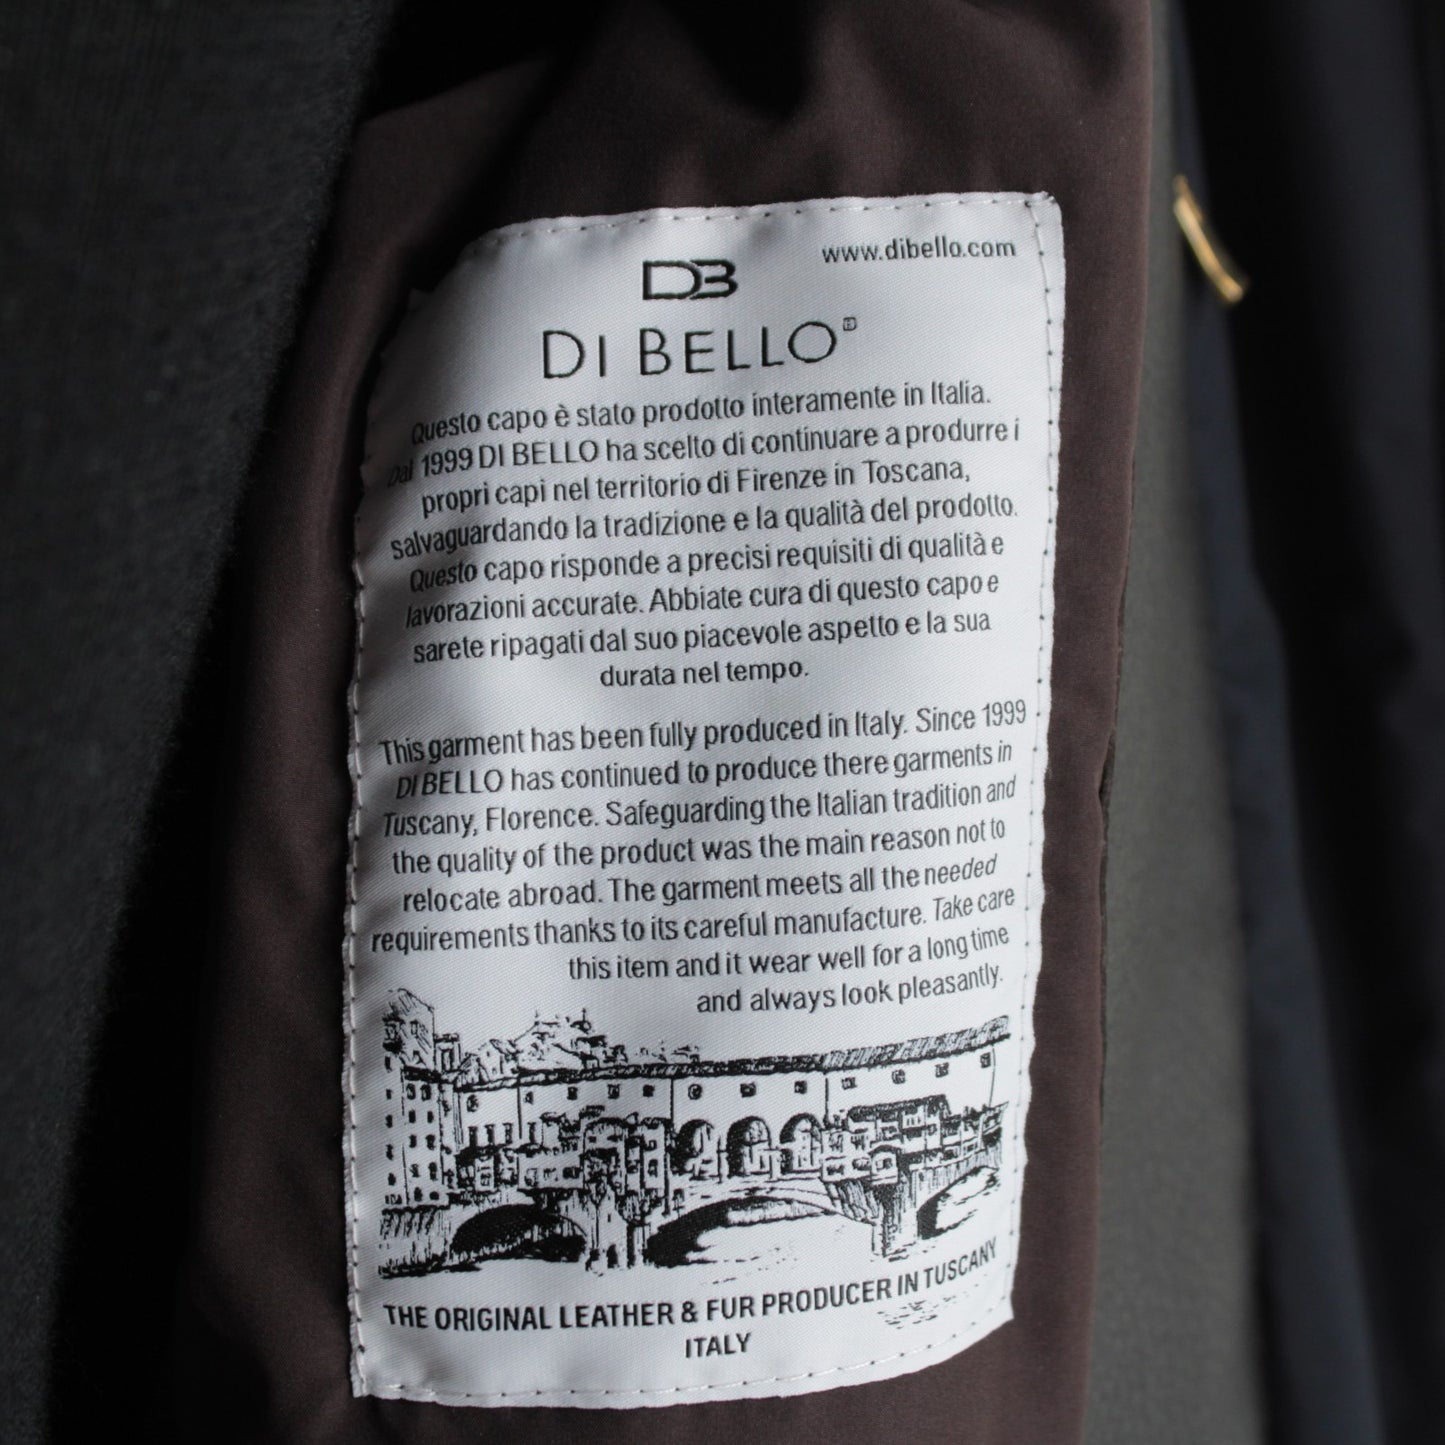 www.dibello.com
DB
DI BELLO®
Questo capo è stato prodotto interamente in Italia.
Dal 1999 DI BELLO ha scelto di continuare a produrre i
propri capi nel territorio di Firenze in Toscana,
salvaguardando la tradizione e la qualità del prodotto.
Questo capo risponde a precisi requisiti di qualità e
lavorazioni accurate. Abbiate cura di questo capo e
sarete ripagati dal suo piacevole aspetto e la sua
durata nel tempo.
This garment has been fully produced in Italy. Since 1999
DI BELLO has continued to produce there garments in
Tuscany, Florence. Safeguarding the Italian tradition and
the quality of the product was the main reason not to
relocate abroad. The garment meets all the needed
requirements thanks to its careful manufacture. Take care
this item and it wear well for a long time
and always look pleasantly.
THE ORIGINAL LEATHER & FUR PRODUCER IN TUSCANY
ITALY